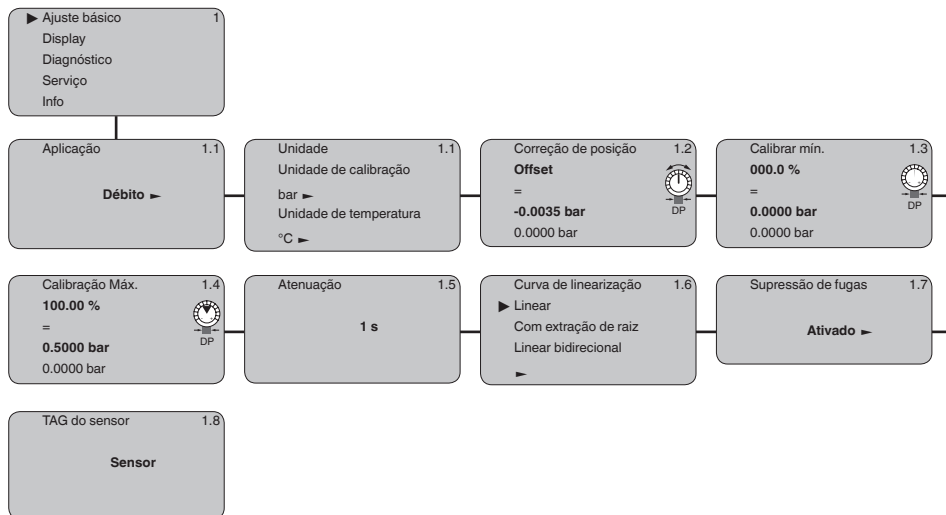 Ajuste básico 1
Display
Diagnóstico
Serviço
Info
Aplicação 1.1
Débito
Unidade 1.1
Unidade de calibração
bar
Unidade de temperatura
°C
Correção de posição 1.2
Offset
=
-0.0035 bar
0.0000 bar
DP
Calibrar mín. 1.3
000.0 %
=
0.0000 bar
0.0000 bar
DP
Calibração Máx. 1.4
100.00 %
=
0.5000 bar
0.0000 bar
DP
Atenuação 1.5
1 s
Curva de linearização 1.6
Linear
Com extração de raiz
Linear bidirecional
Supressão de fugas 1.7
Ativado
TAG do sensor 1.8
Sensor